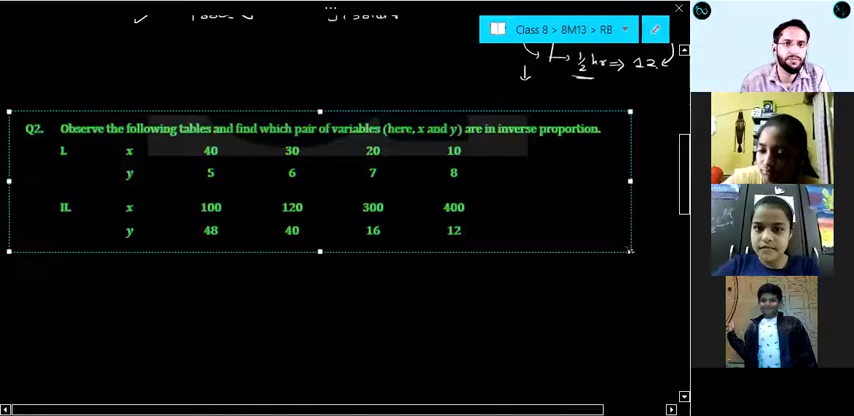 Class 8 > 8M13 > RB
1/2 hr ⇒ 12
Q2. Observe the following tables and find which pair of variables (here, x and y) are in inverse proportion.
I. x 40 30 20 10
y 5 6 7 8
II. x 100 120 300 400
y 48 40 16 12